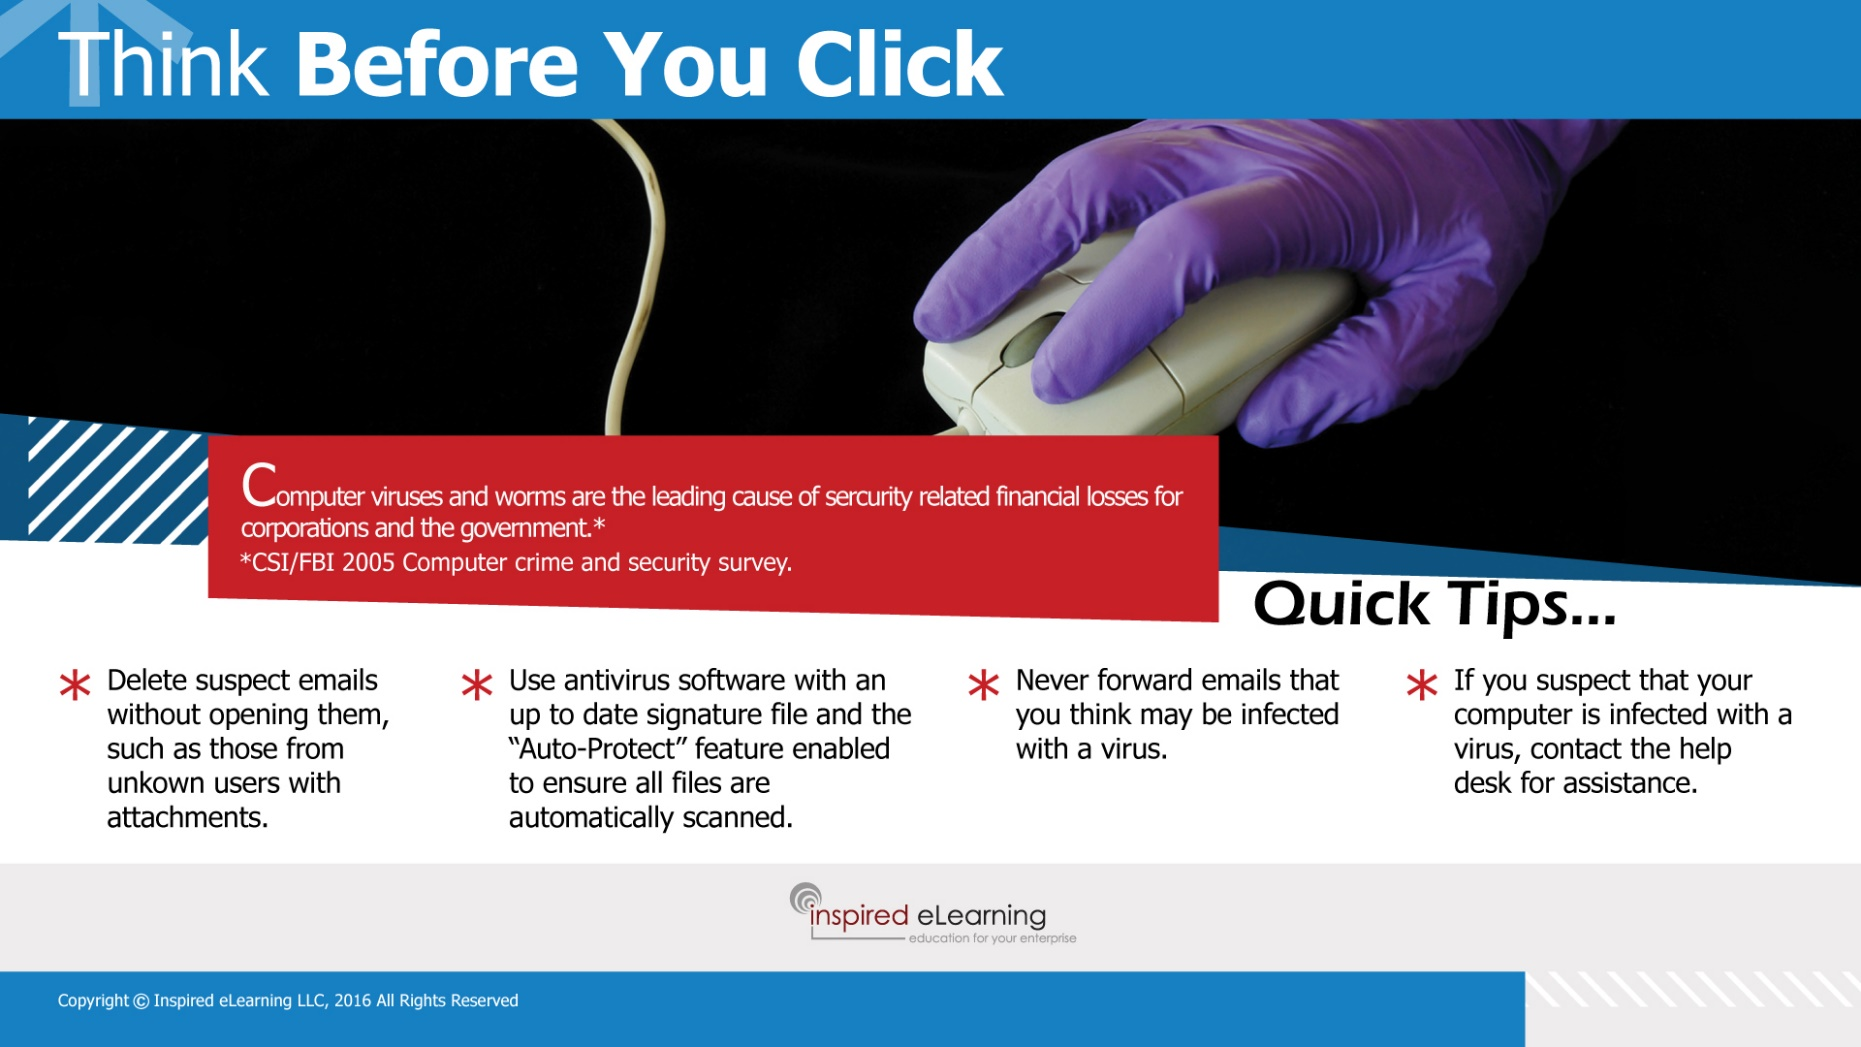 Think Before You Click
Computer viruses and worms are the leading cause of sercurity related financial losses for
corporations and the government.*
*CSI/FBI 2005 Computer crime and security survey.
Quick Tips...
* Delete suspect emails
without opening them,
such as those from
unkown users with
attachments.
* Use antivirus software with an
up to date signature file and the
“Auto-Protect” feature enabled
to ensure all files are
automatically scanned.
* Never forward emails that
you think may be infected
with a virus.
* If you suspect that your
computer is infected with a
virus, contact the help
desk for assistance.
inspired eLearning
education for your enterprise
Copyright © Inspired eLearning LLC, 2016 All Rights Reserved